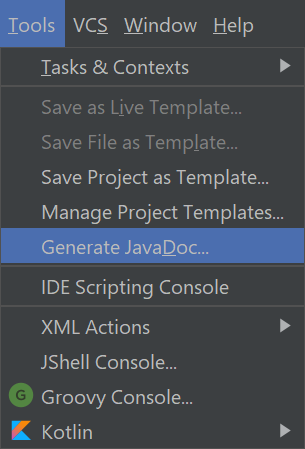 Tools VCS Window Help
Tasks & Contexts
Save as Live Template...
Save File as Template...
Save Project as Template...
Manage Project Templates...
Generate JavaDoc...
IDE Scripting Console
XML Actions
JShell Console...
G Groovy Console...
Kotlin